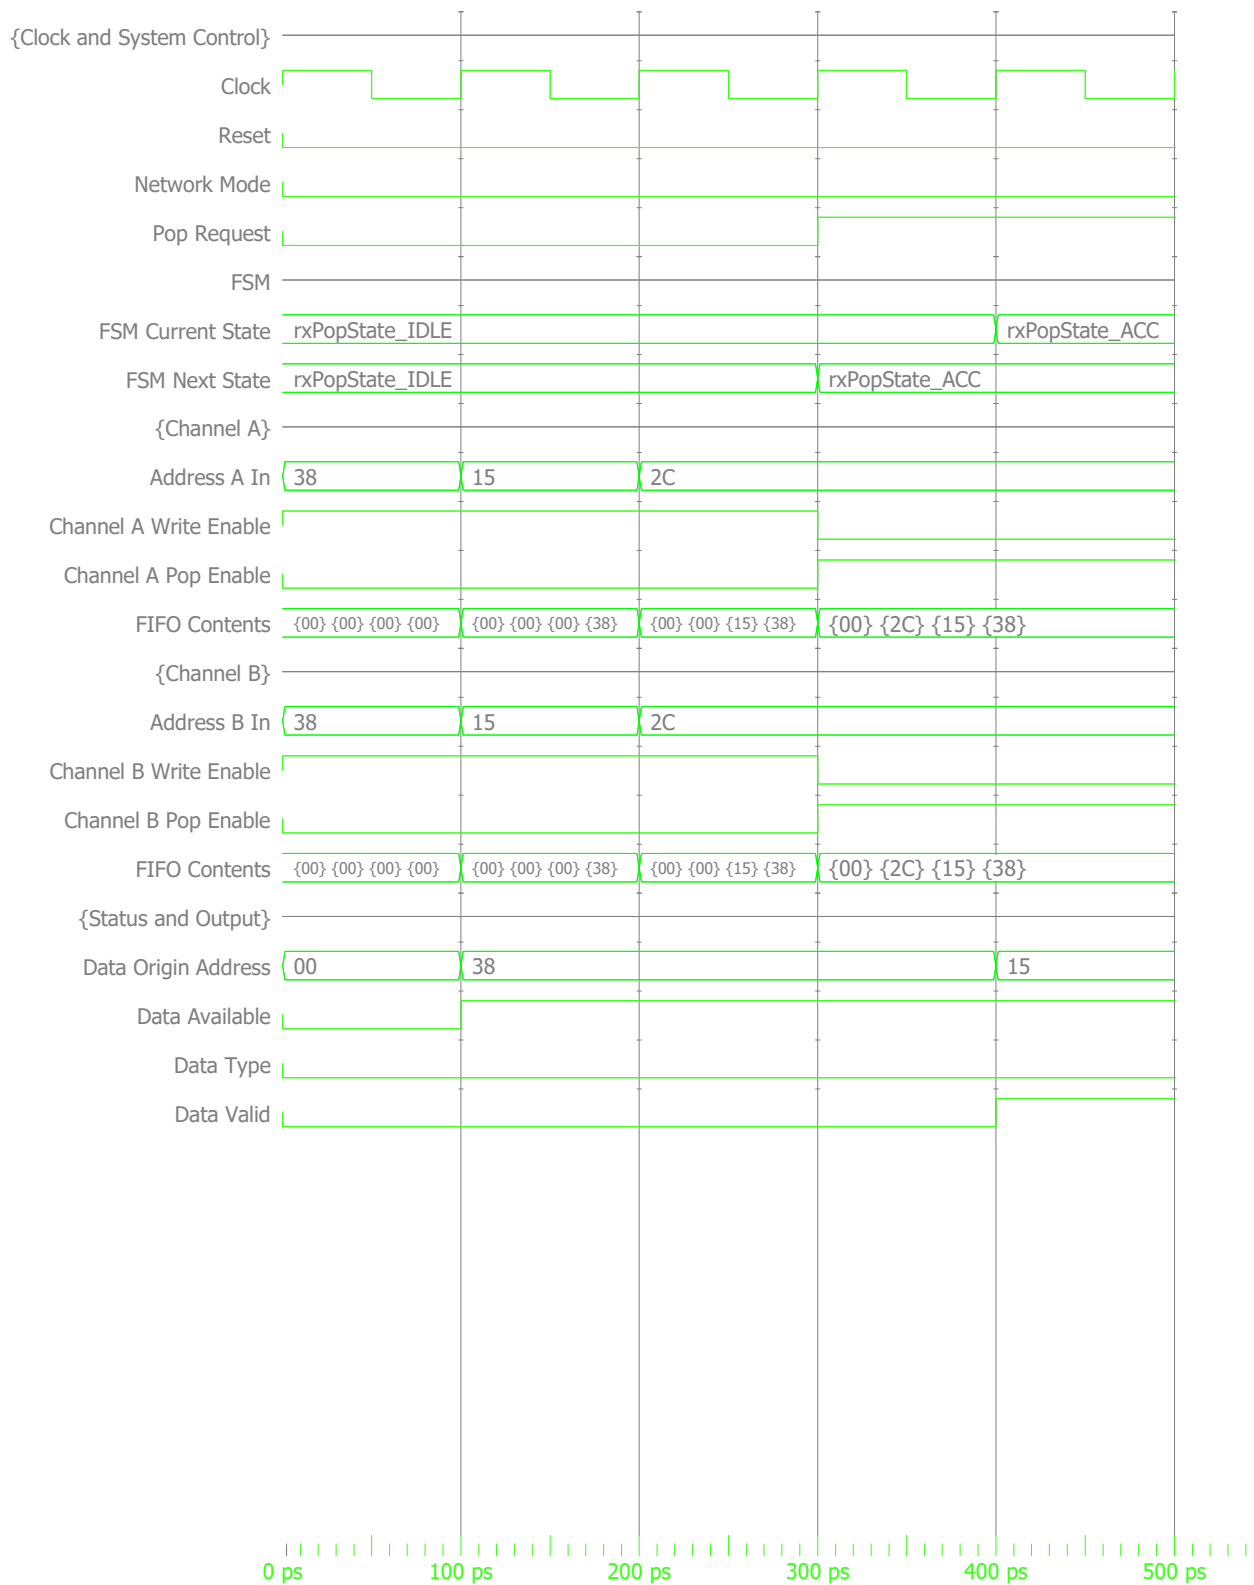 {Clock and System Control}
Clock
Reset
Network Mode
Pop Request
FSM
FSM Current State rxPopState_IDLE rxPopState_ACC
FSM Next State rxPopState_IDLE rxPopState_ACC
{Channel A}
Address A In 38 15 2C
Channel A Write Enable
Channel A Pop Enable
FIFO Contents {00} {00} {00} {00} {00} {00} {00} {38} {00} {00} {15} {38} {00} {2C} {15} {38}
{Channel B}
Address B In 38 15 2C
Channel B Write Enable
Channel B Pop Enable
FIFO Contents {00} {00} {00} {00} {00} {00} {00} {38} {00} {00} {15} {38} {00} {2C} {15} {38}
{Status and Output}
Data Origin Address 00 38 15
Data Available
Data Type
Data Valid
0 ps 100 ps 200 ps 300 ps 400 ps 500 ps